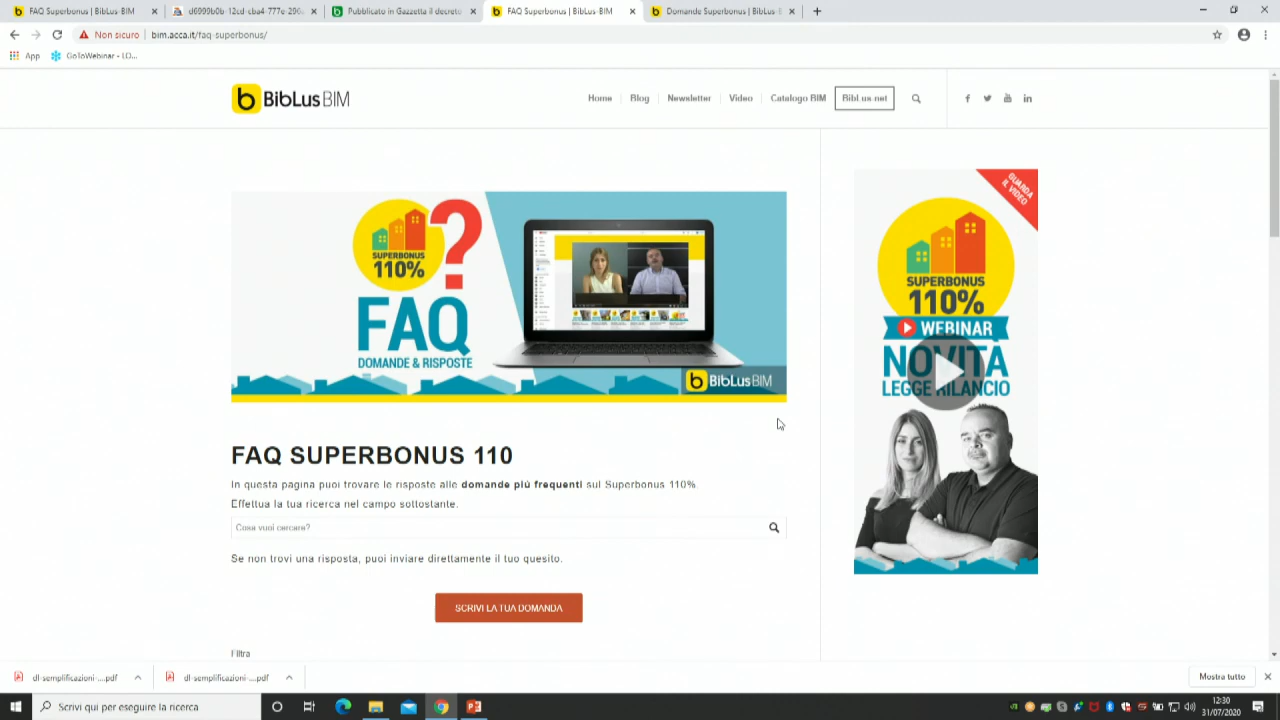 FAQ Superbonus | BibLus-BIM
d6999b0b-12cd-cba4-777e-296
Pubblicato in Gazzetta il decreto
FAQ Superbonus | BibLus-BIM
Domande Superbonus | BibLus-B
Non sicuro | bim.acca.it/faq-superbonus/
App
GoToWebinar - LO...
BibLus BIM
Home
Blog
Newsletter
Video
Catalogo BIM
BibLus-net
SUPERBONUS
110%
?
FAQ
DOMANDE & RISPOSTE
BibLus BIM
GUARDA
IL VIDEO
SUPERBONUS
110%
WEBINAR
NOVITÀ
LEGGE RILANCIO
FAQ SUPERBONUS 110
In questa pagina puoi trovare le risposte alle domande più frequenti sul Superbonus 110%.
Effettua la tua ricerca nel campo sottostante.
Cosa vuoi cercare?
Se non trovi una risposta, puoi inviare direttamente il tuo quesito.
SCRIVI LA TUA DOMANDA
Filtra
dl-semplificazioni-....pdf
dl-semplificazioni-....pdf
Mostra tutto
Scrivi qui per eseguire la ricerca
12:30
31/07/2020